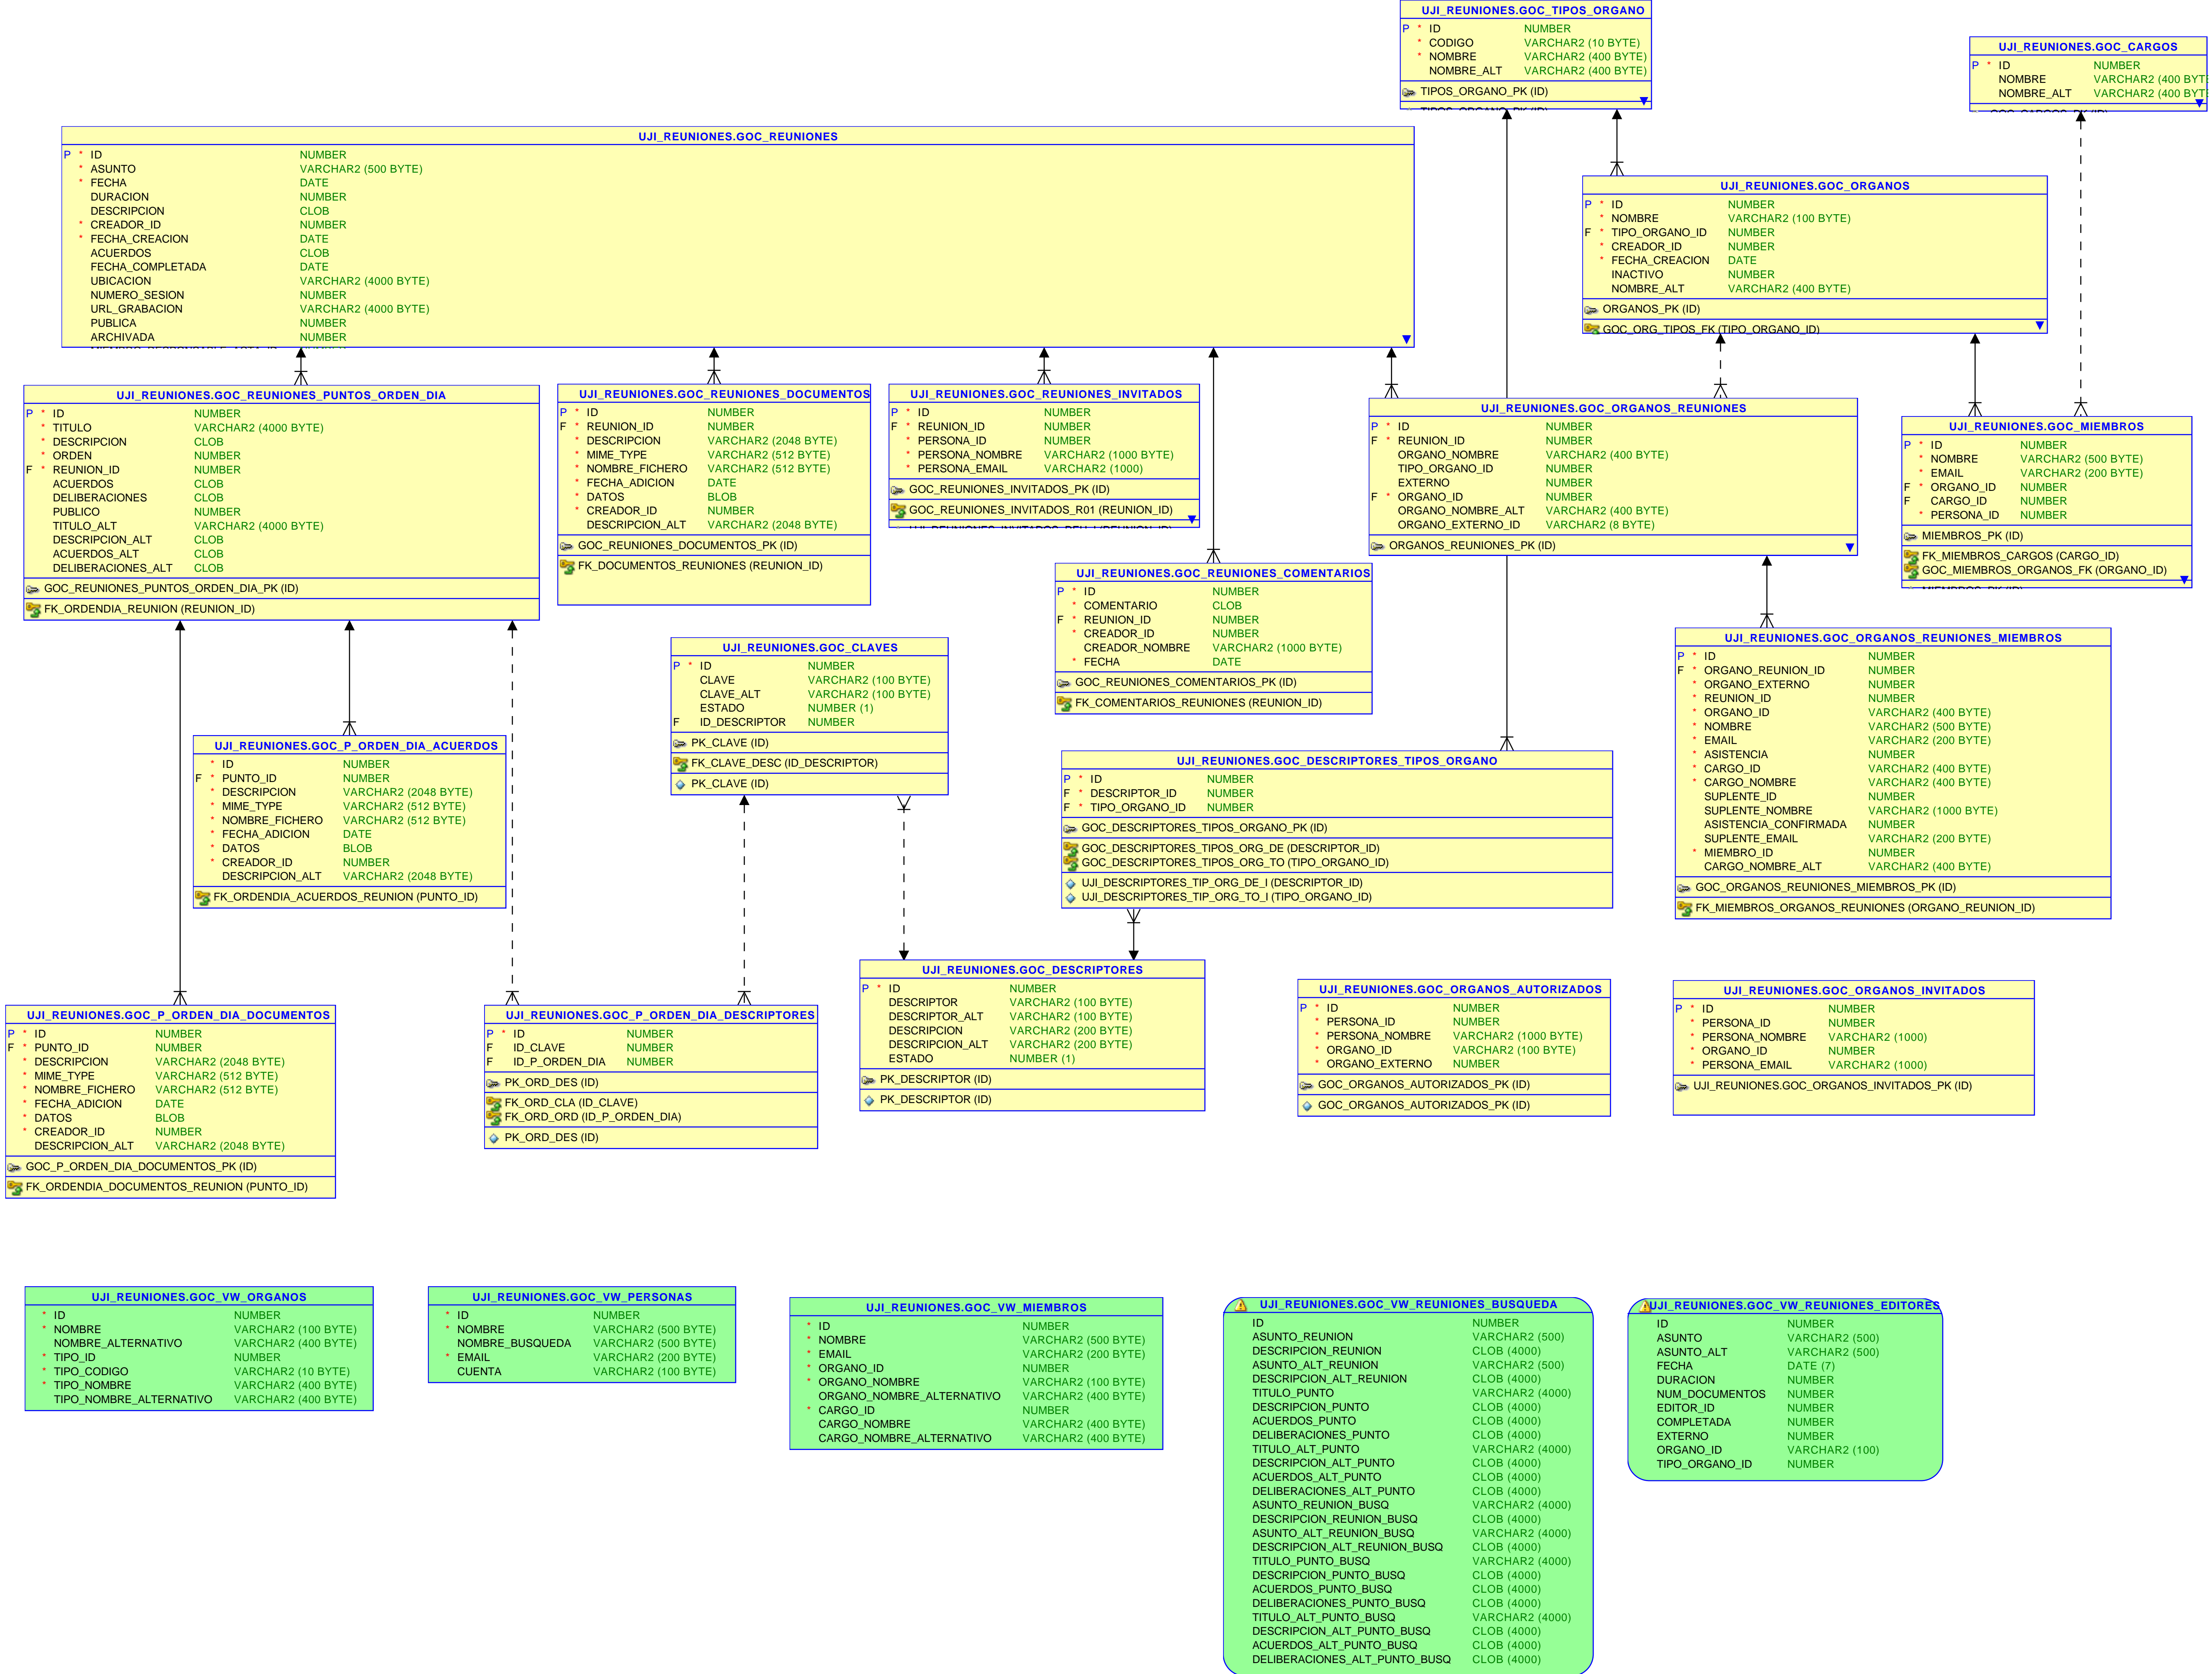 UJI_REUNIONES.GOC_TIPOS_ORGANO
P * ID NUMBER
* CODIGO VARCHAR2 (10 BYTE)
* NOMBRE VARCHAR2 (400 BYTE)
NOMBRE_ALT VARCHAR2 (400 BYTE)
TIPOS_ORGANO_PK (ID)
UJI_REUNIONES.GOC_CARGOS
P * ID NUMBER
NOMBRE VARCHAR2 (400 BYT
NOMBRE_ALT VARCHAR2 (400 BYT
UJI_REUNIONES.GOC_REUNIONES
P * ID NUMBER
* ASUNTO VARCHAR2 (500 BYTE)
* FECHA DATE
DURACION NUMBER
DESCRIPCION CLOB
* CREADOR_ID NUMBER
* FECHA_CREACION DATE
ACUERDOS CLOB
FECHA_COMPLETADA DATE
UBICACION VARCHAR2 (4000 BYTE)
NUMERO_SESION NUMBER
URL_GRABACION VARCHAR2 (4000 BYTE)
PUBLICA NUMBER
ARCHIVADA NUMBER
UJI_REUNIONES.GOC_ORGANOS
P * ID NUMBER
* NOMBRE VARCHAR2 (100 BYTE)
F * TIPO_ORGANO_ID NUMBER
* CREADOR_ID NUMBER
* FECHA_CREACION DATE
INACTIVO NUMBER
NOMBRE_ALT VARCHAR2 (400 BYTE)
ORGANOS_PK (ID)
GOC_ORG_TIPOS_FK (TIPO_ORGANO_ID)
UJI_REUNIONES.GOC_REUNIONES_PUNTOS_ORDEN_DIA
P * ID NUMBER
* TITULO VARCHAR2 (4000 BYTE)
* DESCRIPCION CLOB
* ORDEN NUMBER
F * REUNION_ID NUMBER
ACUERDOS CLOB
DELIBERACIONES CLOB
PUBLICO NUMBER
TITULO_ALT VARCHAR2 (4000 BYTE)
DESCRIPCION_ALT CLOB
ACUERDOS_ALT CLOB
DELIBERACIONES_ALT CLOB
GOC_REUNIONES_PUNTOS_ORDEN_DIA_PK (ID)
FK_ORDENDIA_REUNION (REUNION_ID)
UJI_REUNIONES.GOC_REUNIONES_DOCUMENTOS
P * ID NUMBER
F * REUNION_ID NUMBER
* DESCRIPCION VARCHAR2 (2048 BYTE)
* MIME_TYPE VARCHAR2 (512 BYTE)
* NOMBRE_FICHERO VARCHAR2 (512 BYTE)
* FECHA_ADICION DATE
* DATOS BLOB
* CREADOR_ID NUMBER
DESCRIPCION_ALT VARCHAR2 (2048 BYTE)
GOC_REUNIONES_DOCUMENTOS_PK (ID)
FK_DOCUMENTOS_REUNIONES (REUNION_ID)
UJI_REUNIONES.GOC_REUNIONES_INVITADOS
P * ID NUMBER
F * REUNION_ID NUMBER
* PERSONA_ID NUMBER
* PERSONA_NOMBRE VARCHAR2 (1000 BYTE)
* PERSONA_EMAIL VARCHAR2 (1000)
GOC_REUNIONES_INVITADOS_PK (ID)
GOC_REUNIONES_INVITADOS_R01 (REUNION_ID)
UJI_REUNIONES.GOC_ORGANOS_REUNIONES
P * ID NUMBER
F * REUNION_ID NUMBER
ORGANO_NOMBRE VARCHAR2 (400 BYTE)
TIPO_ORGANO_ID NUMBER
EXTERNO NUMBER
F * ORGANO_ID NUMBER
ORGANO_NOMBRE_ALT VARCHAR2 (400 BYTE)
ORGANO_EXTERNO_ID VARCHAR2 (8 BYTE)
ORGANOS_REUNIONES_PK (ID)
UJI_REUNIONES.GOC_MIEMBROS
P * ID NUMBER
* NOMBRE VARCHAR2 (500 BYTE)
* EMAIL VARCHAR2 (200 BYTE)
F * ORGANO_ID NUMBER
F CARGO_ID NUMBER
* PERSONA_ID NUMBER
MIEMBROS_PK (ID)
FK_MIEMBROS_CARGOS (CARGO_ID)
GOC_MIEMBROS_ORGANOS_FK (ORGANO_ID)
UJI_REUNIONES.GOC_REUNIONES_COMENTARIOS
P * ID NUMBER
* COMENTARIO CLOB
F * REUNION_ID NUMBER
* CREADOR_ID NUMBER
CREADOR_NOMBRE VARCHAR2 (1000 BYTE)
* FECHA DATE
GOC_REUNIONES_COMENTARIOS_PK (ID)
FK_COMENTARIOS_REUNIONES (REUNION_ID)
UJI_REUNIONES.GOC_CLAVES
P * ID NUMBER
CLAVE VARCHAR2 (100 BYTE)
CLAVE_ALT VARCHAR2 (100 BYTE)
ESTADO NUMBER (1)
F ID_DESCRIPTOR NUMBER
PK_CLAVE (ID)
FK_CLAVE_DESC (ID_DESCRIPTOR)
PK_CLAVE (ID)
UJI_REUNIONES.GOC_ORGANOS_REUNIONES_MIEMBROS
P * ID NUMBER
F * ORGANO_REUNION_ID NUMBER
* ORGANO_EXTERNO NUMBER
* REUNION_ID NUMBER
* ORGANO_ID VARCHAR2 (400 BYTE)
* NOMBRE VARCHAR2 (500 BYTE)
* EMAIL VARCHAR2 (200 BYTE)
* ASISTENCIA NUMBER
* CARGO_ID VARCHAR2 (400 BYTE)
* CARGO_NOMBRE VARCHAR2 (400 BYTE)
SUPLENTE_ID NUMBER
SUPLENTE_NOMBRE VARCHAR2 (1000 BYTE)
ASISTENCIA_CONFIRMADA NUMBER
SUPLENTE_EMAIL VARCHAR2 (200 BYTE)
* MIEMBRO_ID NUMBER
CARGO_NOMBRE_ALT VARCHAR2 (400 BYTE)
GOC_ORGANOS_REUNIONES_MIEMBROS_PK (ID)
FK_MIEMBROS_ORGANOS_REUNIONES (ORGANO_REUNION_ID)
UJI_REUNIONES.GOC_P_ORDEN_DIA_ACUERDOS
* ID NUMBER
F * PUNTO_ID NUMBER
* DESCRIPCION VARCHAR2 (2048 BYTE)
* MIME_TYPE VARCHAR2 (512 BYTE)
* NOMBRE_FICHERO VARCHAR2 (512 BYTE)
* FECHA_ADICION DATE
* DATOS BLOB
* CREADOR_ID NUMBER
DESCRIPCION_ALT VARCHAR2 (2048 BYTE)
FK_ORDENDIA_ACUERDOS_REUNION (PUNTO_ID)
UJI_REUNIONES.GOC_DESCRIPTORES_TIPOS_ORGANO
P * ID NUMBER
F * DESCRIPTOR_ID NUMBER
F * TIPO_ORGANO_ID NUMBER
GOC_DESCRIPTORES_TIPOS_ORGANO_PK (ID)
GOC_DESCRIPTORES_TIPOS_ORG_DE (DESCRIPTOR_ID)
GOC_DESCRIPTORES_TIPOS_ORG_TO (TIPO_ORGANO_ID)
UJI_DESCRIPTORES_TIP_ORG_DE_I (DESCRIPTOR_ID)
UJI_DESCRIPTORES_TIP_ORG_TO_I (TIPO_ORGANO_ID)
UJI_REUNIONES.GOC_P_ORDEN_DIA_DOCUMENTOS
P * ID NUMBER
F * PUNTO_ID NUMBER
* DESCRIPCION VARCHAR2 (2048 BYTE)
* MIME_TYPE VARCHAR2 (512 BYTE)
* NOMBRE_FICHERO VARCHAR2 (512 BYTE)
* FECHA_ADICION DATE
* DATOS BLOB
* CREADOR_ID NUMBER
DESCRIPCION_ALT VARCHAR2 (2048 BYTE)
GOC_P_ORDEN_DIA_DOCUMENTOS_PK (ID)
FK_ORDENDIA_DOCUMENTOS_REUNION (PUNTO_ID)
UJI_REUNIONES.GOC_P_ORDEN_DIA_DESCRIPTORES
P * ID NUMBER
F ID_CLAVE NUMBER
F ID_P_ORDEN_DIA NUMBER
PK_ORD_DES (ID)
FK_ORD_CLA (ID_CLAVE)
FK_ORD_ORD (ID_P_ORDEN_DIA)
PK_ORD_DES (ID)
UJI_REUNIONES.GOC_DESCRIPTORES
P * ID NUMBER
DESCRIPTOR VARCHAR2 (100 BYTE)
DESCRIPTOR_ALT VARCHAR2 (100 BYTE)
DESCRIPCION VARCHAR2 (200 BYTE)
DESCRIPCION_ALT VARCHAR2 (200 BYTE)
ESTADO NUMBER (1)
PK_DESCRIPTOR (ID)
PK_DESCRIPTOR (ID)
UJI_REUNIONES.GOC_ORGANOS_AUTORIZADOS
P * ID NUMBER
* PERSONA_ID NUMBER
* PERSONA_NOMBRE VARCHAR2 (1000 BYTE)
* ORGANO_ID VARCHAR2 (100 BYTE)
* ORGANO_EXTERNO NUMBER
GOC_ORGANOS_AUTORIZADOS_PK (ID)
GOC_ORGANOS_AUTORIZADOS_PK (ID)
UJI_REUNIONES.GOC_ORGANOS_INVITADOS
P * ID NUMBER
* PERSONA_ID NUMBER
* PERSONA_NOMBRE VARCHAR2 (1000)
* ORGANO_ID NUMBER
* PERSONA_EMAIL VARCHAR2 (1000)
UJI_REUNIONES.GOC_ORGANOS_INVITADOS_PK (ID)
UJI_REUNIONES.GOC_VW_ORGANOS
* ID NUMBER
* NOMBRE VARCHAR2 (100 BYTE)
NOMBRE_ALTERNATIVO VARCHAR2 (400 BYTE)
* TIPO_ID NUMBER
* TIPO_CODIGO VARCHAR2 (10 BYTE)
* TIPO_NOMBRE VARCHAR2 (400 BYTE)
TIPO_NOMBRE_ALTERNATIVO VARCHAR2 (400 BYTE)
UJI_REUNIONES.GOC_VW_PERSONAS
* ID NUMBER
* NOMBRE VARCHAR2 (500 BYTE)
NOMBRE_BUSQUEDA VARCHAR2 (500 BYTE)
* EMAIL VARCHAR2 (200 BYTE)
CUENTA VARCHAR2 (100 BYTE)
UJI_REUNIONES.GOC_VW_MIEMBROS
* ID NUMBER
* NOMBRE VARCHAR2 (500 BYTE)
* EMAIL VARCHAR2 (200 BYTE)
* ORGANO_ID NUMBER
* ORGANO_NOMBRE VARCHAR2 (100 BYTE)
ORGANO_NOMBRE_ALTERNATIVO VARCHAR2 (400 BYTE)
* CARGO_ID NUMBER
CARGO_NOMBRE VARCHAR2 (400 BYTE)
CARGO_NOMBRE_ALTERNATIVO VARCHAR2 (400 BYTE)
UJI_REUNIONES.GOC_VW_REUNIONES_BUSQUEDA
ID NUMBER
ASUNTO_REUNION VARCHAR2 (500)
DESCRIPCION_REUNION CLOB (4000)
ASUNTO_ALT_REUNION VARCHAR2 (500)
DESCRIPCION_ALT_REUNION CLOB (4000)
TITULO_PUNTO VARCHAR2 (4000)
DESCRIPCION_PUNTO CLOB (4000)
ACUERDOS_PUNTO CLOB (4000)
DELIBERACIONES_PUNTO CLOB (4000)
TITULO_ALT_PUNTO VARCHAR2 (4000)
DESCRIPCION_ALT_PUNTO CLOB (4000)
ACUERDOS_ALT_PUNTO CLOB (4000)
DELIBERACIONES_ALT_PUNTO CLOB (4000)
ASUNTO_REUNION_BUSQ VARCHAR2 (4000)
DESCRIPCION_REUNION_BUSQ CLOB (4000)
ASUNTO_ALT_REUNION_BUSQ VARCHAR2 (4000)
DESCRIPCION_ALT_REUNION_BUSQ CLOB (4000)
TITULO_PUNTO_BUSQ VARCHAR2 (4000)
DESCRIPCION_PUNTO_BUSQ CLOB (4000)
ACUERDOS_PUNTO_BUSQ CLOB (4000)
DELIBERACIONES_PUNTO_BUSQ CLOB (4000)
TITULO_ALT_PUNTO_BUSQ VARCHAR2 (4000)
DESCRIPCION_ALT_PUNTO_BUSQ CLOB (4000)
ACUERDOS_ALT_PUNTO_BUSQ CLOB (4000)
DELIBERACIONES_ALT_PUNTO_BUSQ CLOB (4000)
UJI_REUNIONES.GOC_VW_REUNIONES_EDITORES
ID NUMBER
ASUNTO VARCHAR2 (500)
ASUNTO_ALT VARCHAR2 (500)
FECHA DATE (7)
DURACION NUMBER
NUM_DOCUMENTOS NUMBER
EDITOR_ID NUMBER
COMPLETADA NUMBER
EXTERNO NUMBER
ORGANO_ID VARCHAR2 (100)
TIPO_ORGANO_ID NUMBER